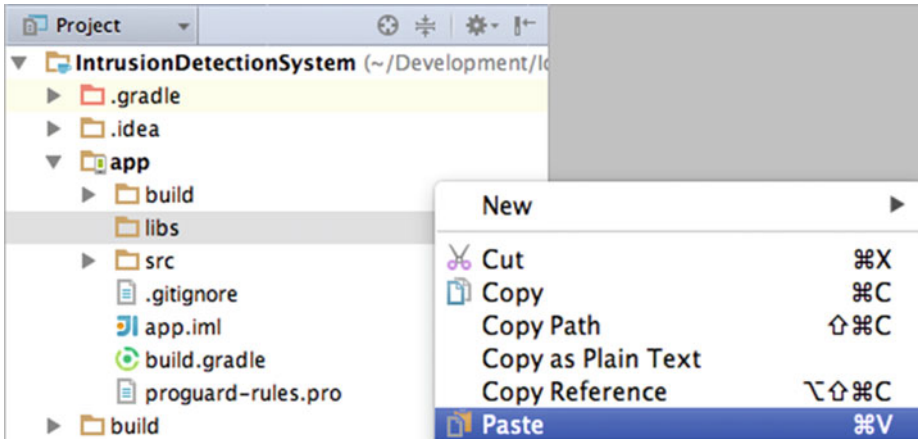 Project
IntrusionDetectionSystem (~/Development/Ic
.gradle
.idea
app
build
libs
src
.gitignore
app.iml
build.gradle
proguard-rules.pro
build
New
Cut ⌘X
Copy ⌘C
Copy Path ⇧⌘C
Copy as Plain Text
Copy Reference ⌥⇧⌘C
Paste ⌘V